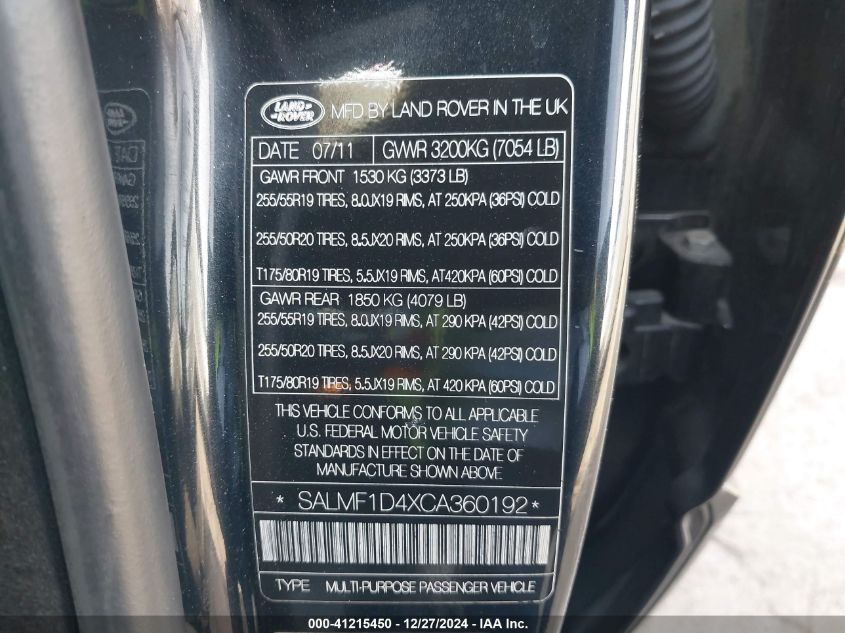 LAND ROVER MFD BY LAND ROVER IN THE UK
DATE 07/11 GWWR 3200KG (7054 LB)
GAWR FRONT 1530 KG (3373 LB)
255/55R19 TIRES, 8.0JX19 RIMS, AT 250KPA (36PSI) COLD
255/50R20 TIRES, 8.5JX20 RIMS, AT 250KPA (36PSI) COLD
T175/80R19 TIRES, 5.5JX19 RIMS, AT420KPA (60PSI) COLD
GAWR REAR 1850 KG (4079 LB)
255/55R19 TIRES, 8.0JX19 RIMS, AT 290 KPA (42PSI) COLD
255/50R20 TIRES, 8.5JX20 RIMS, AT 290 KPA (42PSI) COLD
T175/80R19 TIRES, 5.5JX19 RIMS, AT 420 KPA (60PSI) COLD
THIS VEHICLE CONFORMS TO ALL APPLICABLE
U.S. FEDERAL MOTOR VEHICLE SAFETY
STANDARDS IN EFFECT ON THE DATE OF
MANUFACTURE SHOWN ABOVE.
* SALMF1D4XCA360192 *
TYPE MULTI-PURPOSE PASSENGER VEHICLE
000-41215450 - 12/27/2024 - IAA Inc.